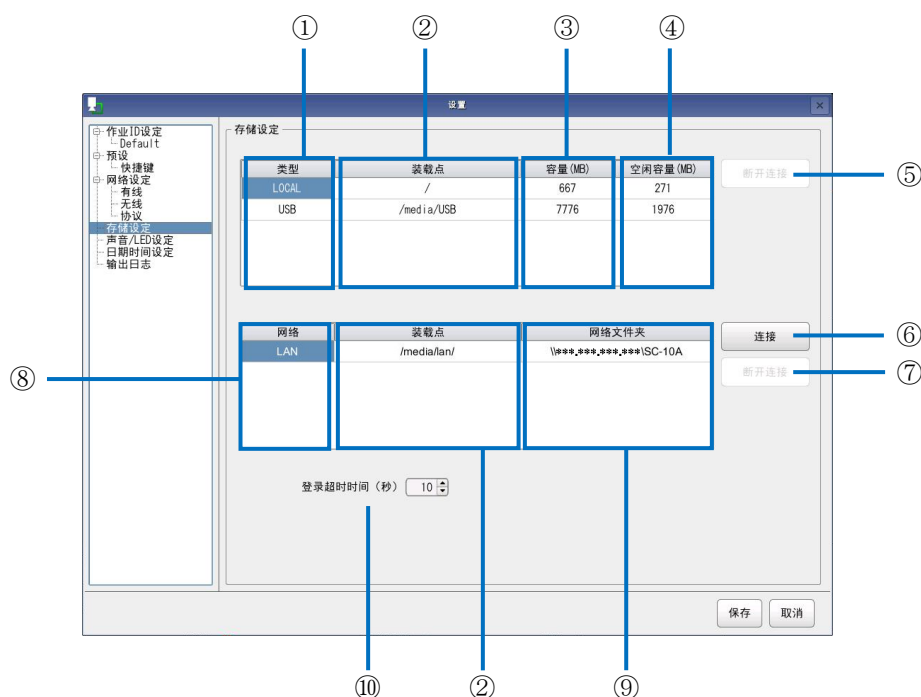 ① ② ③ ④
设置
作业ID设定
Default
预设
快捷键
网络设定
有线
无线
协议
存储设定
声音/LED设定
日期时间设定
输出日志
存储设定
类型 装载点 容量(MB) 空闲容量(MB)
LOCAL / 667 271
USB /media/USB 7776 1976
断开连接 ⑤
网络 装载点 网络文件夹
LAN /media/lan/ \\***.***.***.***\SC-10A
连接 ⑥
断开连接 ⑦
⑧
登录超时时间（秒） 10
保存 取消
⑩ ② ⑨